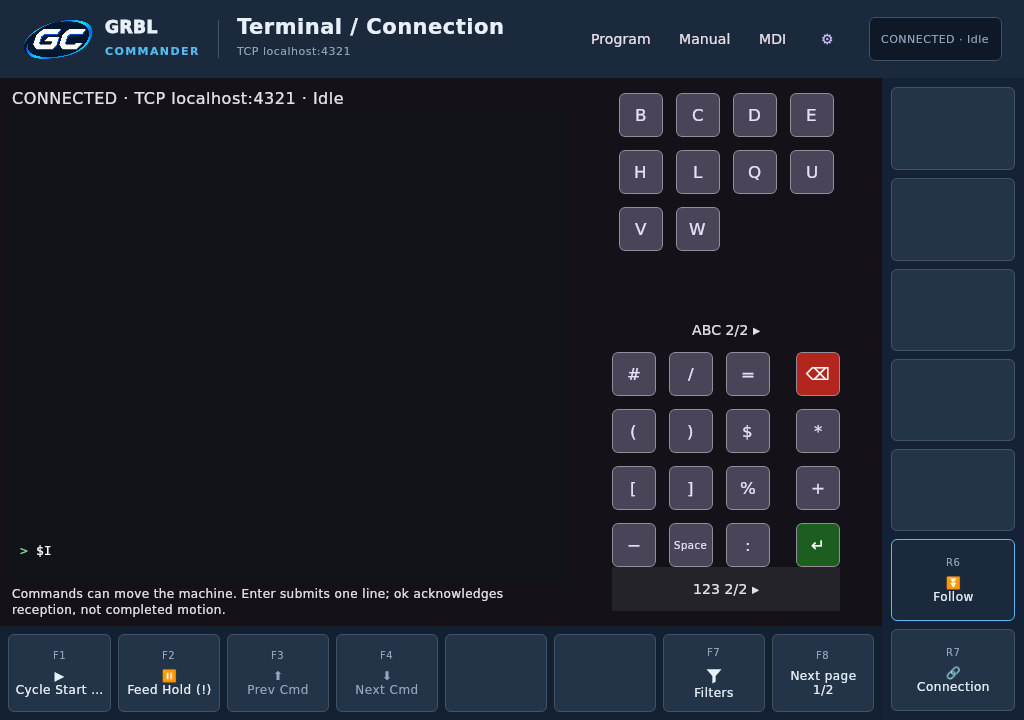 GC
GRBL
COMMANDER
Terminal / Connection
TCP localhost:4321
Program
Manual
MDI
⚙
CONNECTED · Idle
CONNECTED · TCP localhost:4321 · Idle
B C D E
H L Q U
V W
ABC 2/2 ▸
# / = ⌫
( ) $ *
[ ] % +
− Space : ↵
123 2/2 ▸
> $I
Commands can move the machine. Enter submits one line; ok acknowledges
reception, not completed motion.
R6
⏬
Follow
R7
🔗
Connection
F1
▶
Cycle Start ...
F2
⏸
Feed Hold (!)
F3
⬆
Prev Cmd
F4
⬇
Next Cmd
F7
Filters
F8
Next page
1/2